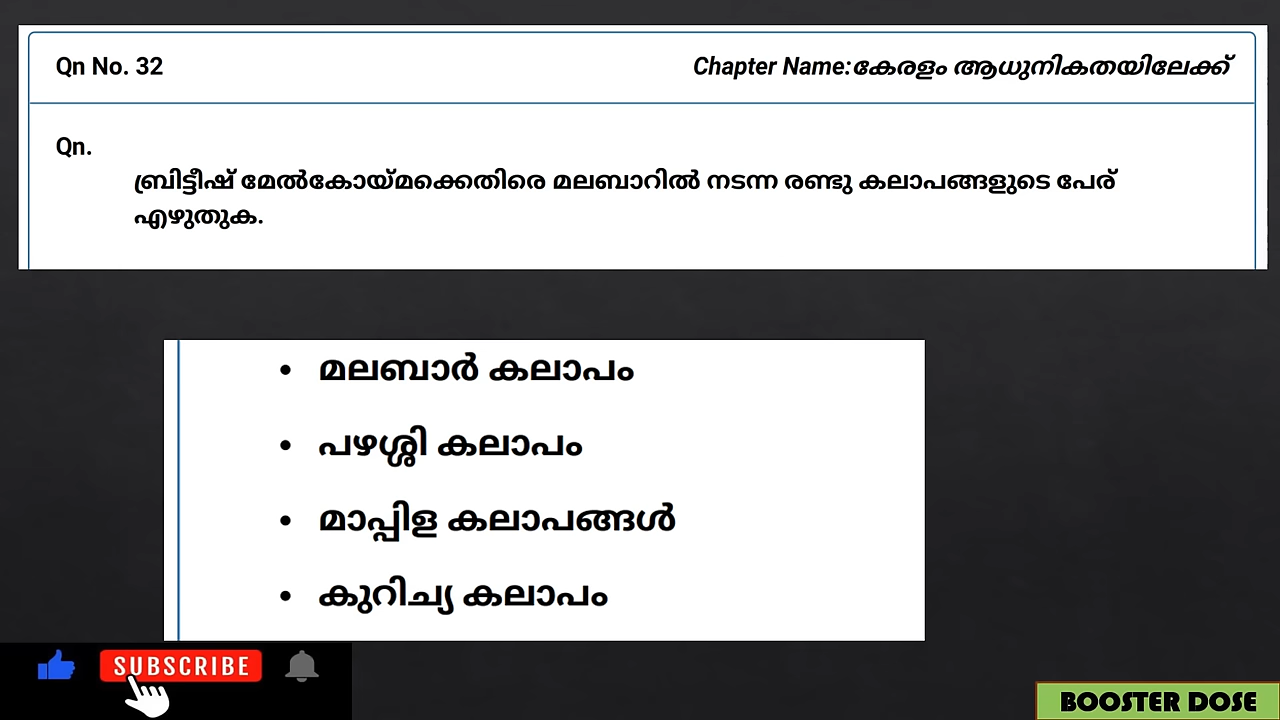 Qn No. 32
Chapter Name:കേരളം ആധുനികതയിലേക്ക്
Qn.
ബ്രിട്ടീഷ് മേൽകോയ്മക്കെതിരെ മലബാറിൽ നടന്ന രണ്ടു കലാപങ്ങളുടെ പേര്
എഴുതുക.
• മലബാർ കലാപം
• പഴശ്ശി കലാപം
• മാപ്പിള കലാപങ്ങൾ
• കുറിച്യ കലാപം
SUBSCRIBE
BOOSTER DOSE